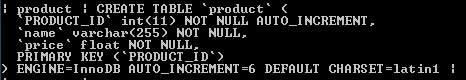 | product | CREATE TABLE `product` (
`PRODUCT_ID` int(11) NOT NULL AUTO_INCREMENT,
`name` varchar(255) NOT NULL,
`price` float NOT NULL,
PRIMARY KEY (`PRODUCT_ID`)
) ENGINE=InnoDB AUTO_INCREMENT=6 DEFAULT CHARSET=latin1 |